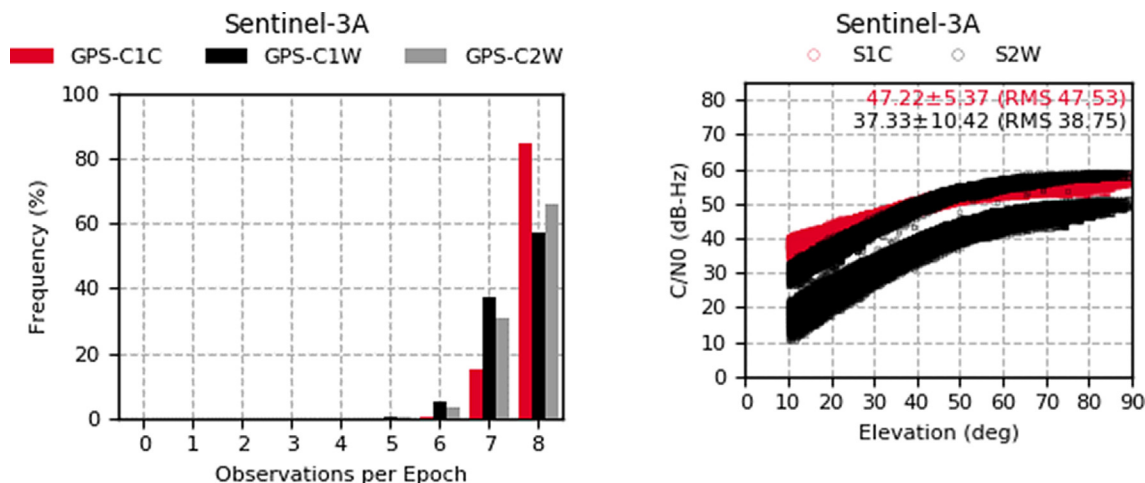 Sentinel-3A
GPS-C1C GPS-C1W GPS-C2W
100
80
60
40
20
0
Frequency (%)
0 1 2 3 4 5 6 7 8
Observations per Epoch
Sentinel-3A
S1C S2W
47.22±5.37 (RMS 47.53)
37.33±10.42 (RMS 38.75)
80
70
60
50
40
30
20
10
0
C/N0 (dB-Hz)
0 10 20 30 40 50 60 70 80 90
Elevation (deg)